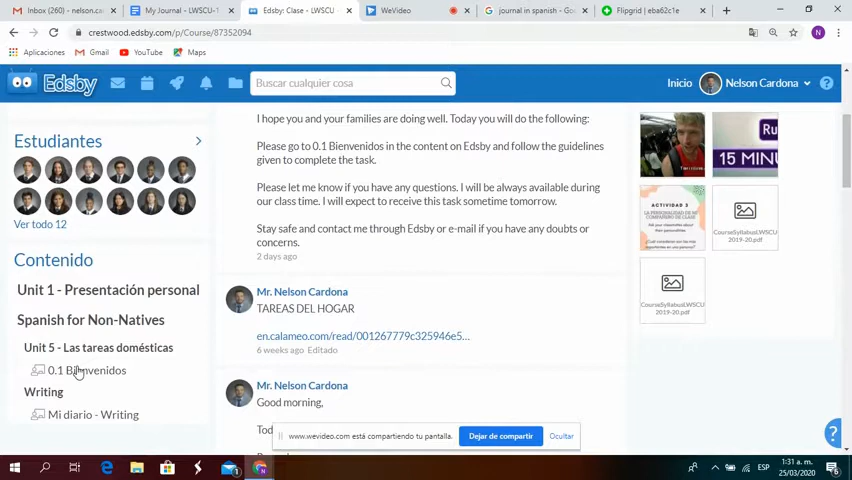 Inbox (260) - nelson.ca
My Journal - LWSCU -
Edsby: Clase - LWSCU
WeVideo
journal in spanish - Goo
Flipgrid | eba62c1e
crestwood.edsby.com/p/Course/87352094
Aplicaciones
Gmail
YouTube
Maps
Edsby
Buscar cualquier cosa
Inicio
Nelson Cardona
Estudiantes
Ver todo 12
Contenido
Unit 1 - Presentación personal
Spanish for Non-Natives
Unit 5 - Las tareas domésticas
0.1 Bienvenidos
Writing
Mi diario - Writing
I hope you and your families are doing well. Today you will do the following:
Please go to 0.1 Bienvenidos in the content on Edsby and follow the guidelines
given to complete the task.
Please let me know if you have any questions. I will be always available during
our class time. I will expect to receive this task sometime tomorrow.
Stay safe and contact me through Edsby or e-mail if you have any doubts or
concerns.
2 days ago
Mr. Nelson Cardona
TAREAS DEL HOGAR
en.calameo.com/read/001267779c325946e5...
6 weeks ago Editado
Mr. Nelson Cardona
Good morning,
Ru
15 MINU
ACTIVIDAD 3
LA PERSONALIDAD DE MI
COMPAÑERO DE CLASE
CourseSyllabusLWSCU
2019-20.pdf
CourseSyllabusLWSCU
2019-20.pdf
www.wevideo.com está compartiendo tu pantalla.
Dejar de compartir
Ocultar
ESP
1:31 a. m.
25/03/2020